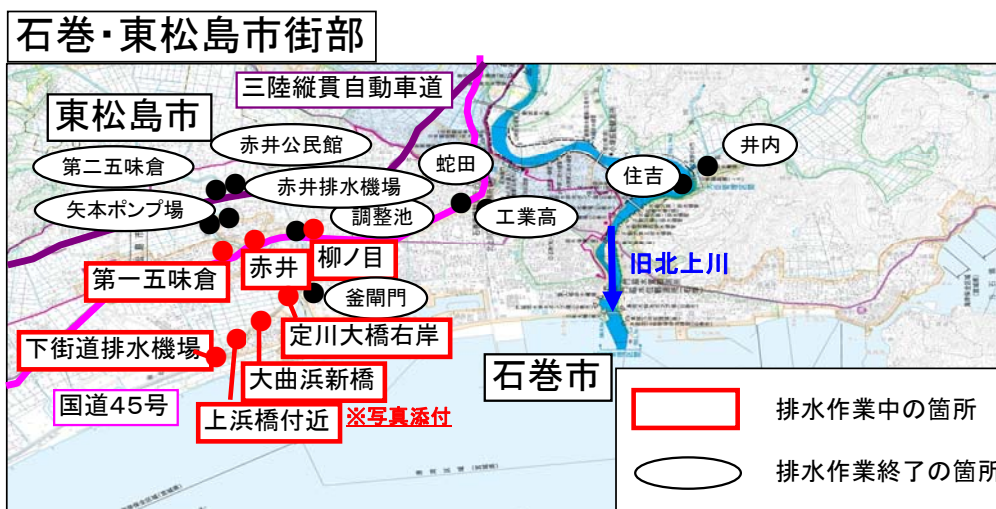 石巻・東松島市街部
三陸縦貫自動車道
東松島市
赤井公民館
第二五味倉
蛇田
井内
住吉
赤井排水機場
矢本ポンプ場
調整池
工業高
柳ノ目
赤井
第一五味倉
旧北上川
釜閘門
定川大橋右岸
下街道排水機場
大曲浜新橋
石巻市
国道45号
上浜橋付近
※写真添付
排水作業中の箇所
排水作業終了の箇所